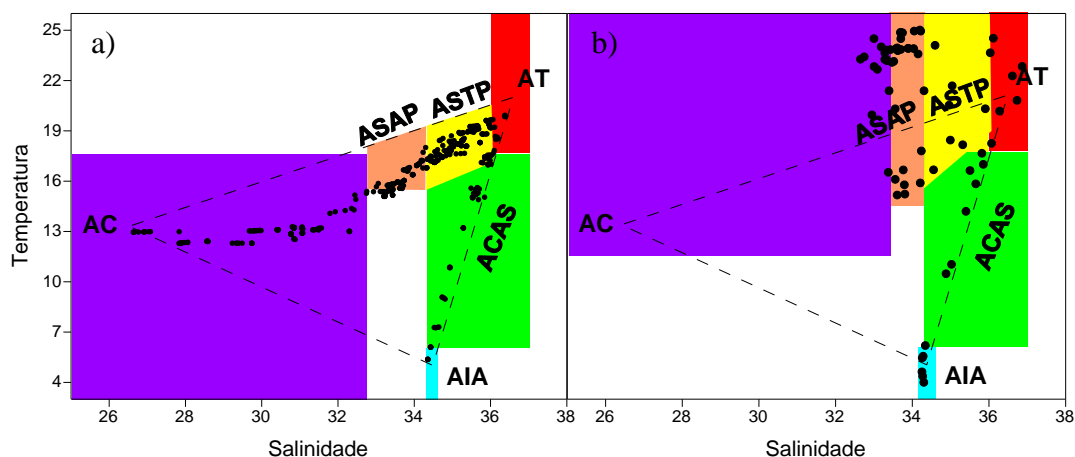 a)
b)
25
22
19
16
13
10
7
4
Temperatura
AC
ASAP
ASTP
AT
ACAS
AIA
AC
ASAP
ASTP
AT
ACAS
AIA
26 28 30 32 34 36 38
26 28 30 32 34 36 38
Salinidade
Salinidade